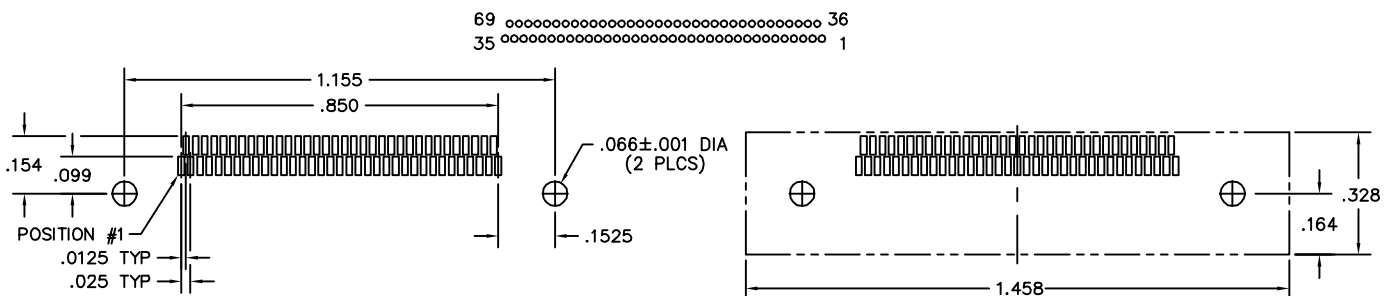 69 36
35 1
1.155
.850
.066±.001 DIA
(2 PLCS)
.154
.099
.328
.164
POSITION #1
.1525
.0125 TYP
.025 TYP
1.458